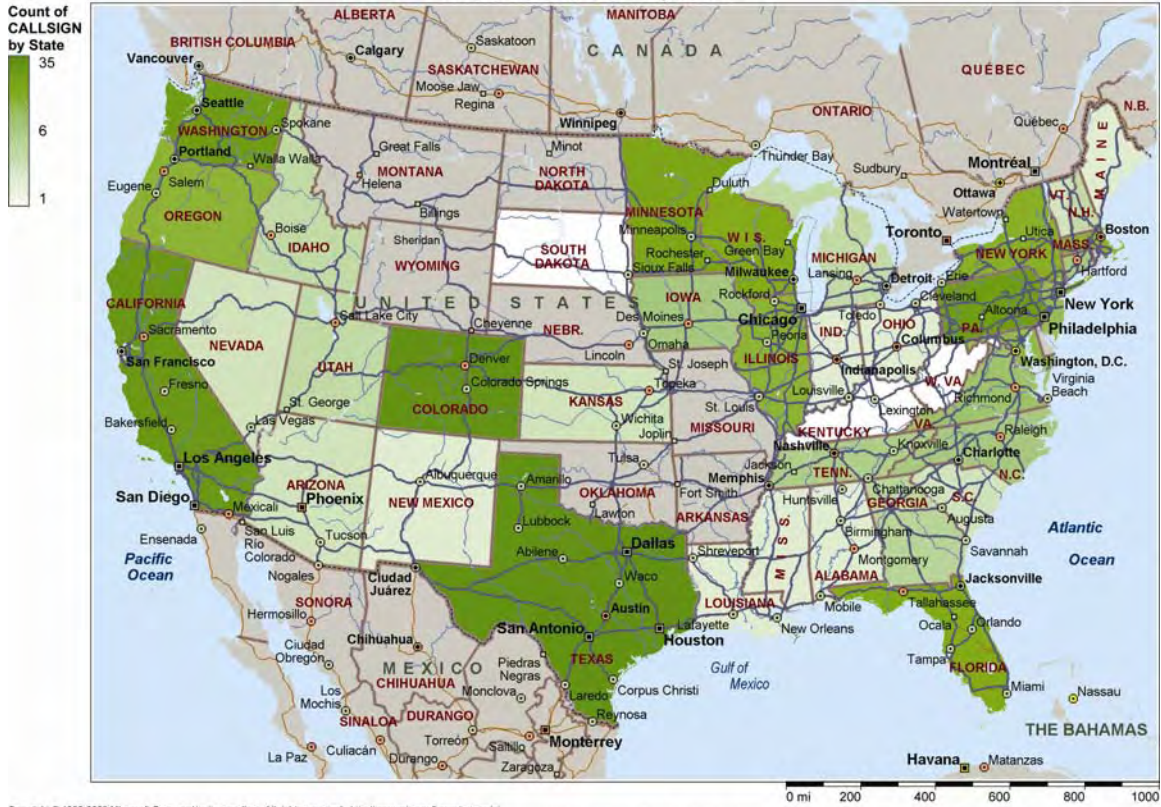 Count of
CALLSIGN
by State
35
6
1
ALBERTA
MANITOBA
BRITISH COLUMBIA
Calgary
Saskatoon
CANADA
Vancouver
SASKATCHEWAN
QUÉBEC
Moose Jaw
Regina
ONTARIO
N.B.
Seattle
Winnipeg
Québec
WASHINGTON
Spokane
Great Falls
Minot
Thunder Bay
Sudbury
Montréal
MAINE
Portland
Walla Walla
MONTANA
NORTH
DAKOTA
Duluth
Ottawa
Helena
Eugene
Salem
Billings
MINNESOTA
Minneapolis
WIS.
Green Bay
Watertown
VT.
N.H.
OREGON
Boise
Sheridan
SOUTH
DAKOTA
Rochester
MICHIGAN
Toronto
Utica
MASS.
Boston
IDAHO
WYOMING
Sioux Falls
Milwaukee
Lansing
Detroit
Erie
NEW YORK
Hartford
CALIFORNIA
UNITED STATES
IOWA
Rockford
Cleveland
New York
Sacramento
Salt Lake City
Cheyenne
NEBR.
Des Moines
Chicago
Toledo
PA.
Altoona
Philadelphia
NEVADA
Omaha
Peoria
IND.
OHIO
Columbus
San Francisco
UTAH
Denver
Lincoln
St. Joseph
ILLINOIS
Indianapolis
Washington, D.C.
Fresno
Colorado Springs
Topeka
W. VA.
Virginia
Beach
St. George
COLORADO
KANSAS
St. Louis
Louisville
Lexington
Richmond
Bakersfield
Las Vegas
Wichita
MISSOURI
VA.
Joplin
KENTUCKY
Raleigh
Los Angeles
Nashville
Knoxville
Tulsa
Jackson
Charlotte
Albuquerque
Amarillo
TENN.
N.C.
San Diego
ARIZONA
Phoenix
NEW MEXICO
OKLAHOMA
Fort Smith
Memphis
Chattanooga
Mexicali
Lawton
Huntsville
GEORGIA
S.C.
Lubbock
ARKANSAS
Augusta
Ensenada
San Luis
Río
Colorado
Tucson
Birmingham
Atlantic
Ocean
Pacific
Ocean
Abilene
Dallas
Shreveport
MISS.
Montgomery
Savannah
Nogales
Ciudad
Juárez
Waco
ALABAMA
Jacksonville
SONORA
LOUISIANA
Hermosillo
Austin
Lafayette
Mobile
Tallahassee
Chihuahua
San Antonio
Houston
New Orleans
Ocala
Orlando
Ciudad
Obregón
MEXICO
TEXAS
Gulf of
Mexico
Tampa
FLORIDA
CHIHUAHUA
Piedras
Negras
Monclova
Laredo
Corpus Christi
Miami
Nassau
Los
Mochis
SINALOA
DURANGO
Reynosa
THE BAHAMAS
La Paz
Culiacán
Torreón
Saltillo
Monterrey
Durango
Zaragoza
Havana
Matanzas
0 mi 200 400 600 800 1000